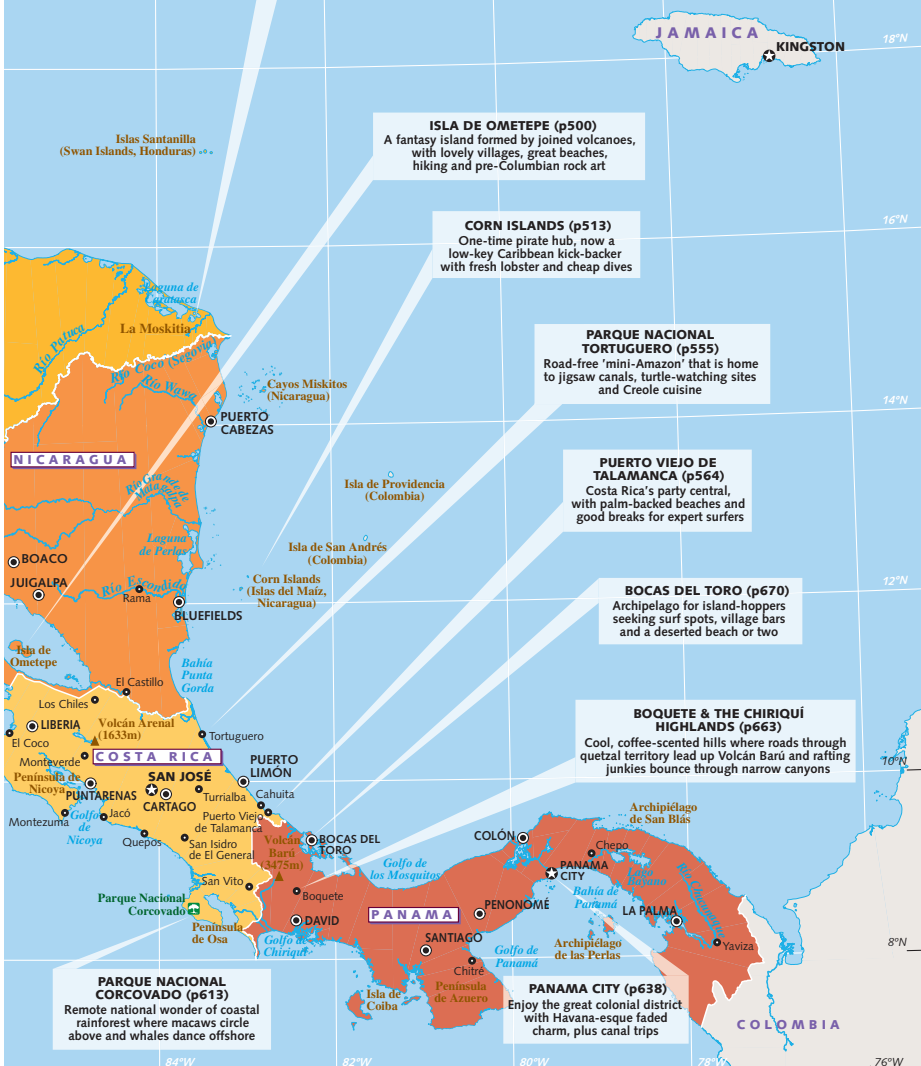 JAMAICA
KINGSTON
18°N
Islas Santanilla
(Swan Islands, Honduras)
ISLA DE OMETEPE (p500)
A fantasy island formed by joined volcanoes,
with lovely villages, great beaches,
hiking and pre-Columbian rock art
16°N
CORN ISLANDS (p513)
One-time pirate hub, now a
low-key Caribbean kick-backer
with fresh lobster and cheap dives
Laguna de
Caratasca
La Moskitia
Río Patuca
Río Coco (Segovia)
Río Wawa
PARQUE NACIONAL
TORTUGUERO (p555)
Road-free 'mini-Amazon' that is home
to jigsaw canals, turtle-watching sites
and Creole cuisine
Cayos Miskitos
(Nicaragua)
PUERTO
CABEZAS
14°N
NICARAGUA
PUERTO VIEJO DE
TALAMANCA (p564)
Costa Rica's party central,
with palm-backed beaches and
good breaks for expert surfers
Río Grande de
Matagalpa
Isla de Providencia
(Colombia)
Laguna
de Perlas
Isla de San Andrés
(Colombia)
BOACO
JUIGALPA
Río Escondido
Rama
Corn Islands
(Islas del Maíz,
Nicaragua)
BLUEFIELDS
12°N
BOCAS DEL TORO (p670)
Archipelago for island-hoppers
seeking surf spots, village bars
and a deserted beach or two
Isla de
Ometepe
Bahía
Punta
Gorda
El Castillo
Los Chiles
BOQUETE & THE CHIRIQUÍ
HIGHLANDS (p663)
Cool, coffee-scented hills where roads through
quetzal territory lead up Volcán Barú and rafting
junkies bounce through narrow canyons
LIBERIA
Volcán Arenal
(1633m)
El Coco
Tortuguero
Monteverde
COSTA RICA
10°N
Península de
Nicoya
SAN JOSÉ
PUERTO
LIMÓN
PUNTARENAS
CARTAGO
Turrialba
Cahuita
Montezuma
Golfo
de
Nicoya
Jacó
Puerto Viejo
de Talamanca
Quepos
San Isidro
de El General
Volcán
Barú
(3475m)
BOCAS DEL
TORO
Archipiélago
de San Blás
COLÓN
Chepo
Golfo de
los Mosquitos
PANAMA
CITY
Lago
Bayano
Río Chucunaque
San Vito
Boquete
Bahía de
Panamá
Parque Nacional
Corcovado
PANAMA
PENONOMÉ
LA PALMA
Península
de Osa
DAVID
Golfo de
Chiriquí
SANTIAGO
Golfo de
Panamá
Archipiélago
de las Perlas
Yaviza
8°N
Chitré
PARQUE NACIONAL
CORCOVADO (p613)
Remote national wonder of coastal
rainforest where macaws circle
above and whales dance offshore
Isla de
Coiba
Península
de Azuero
PANAMA CITY (p638)
Enjoy the great colonial district
with Havana-esque faded
charm, plus canal trips
COLOMBIA
84°W
82°W
80°W
78°W
76°W